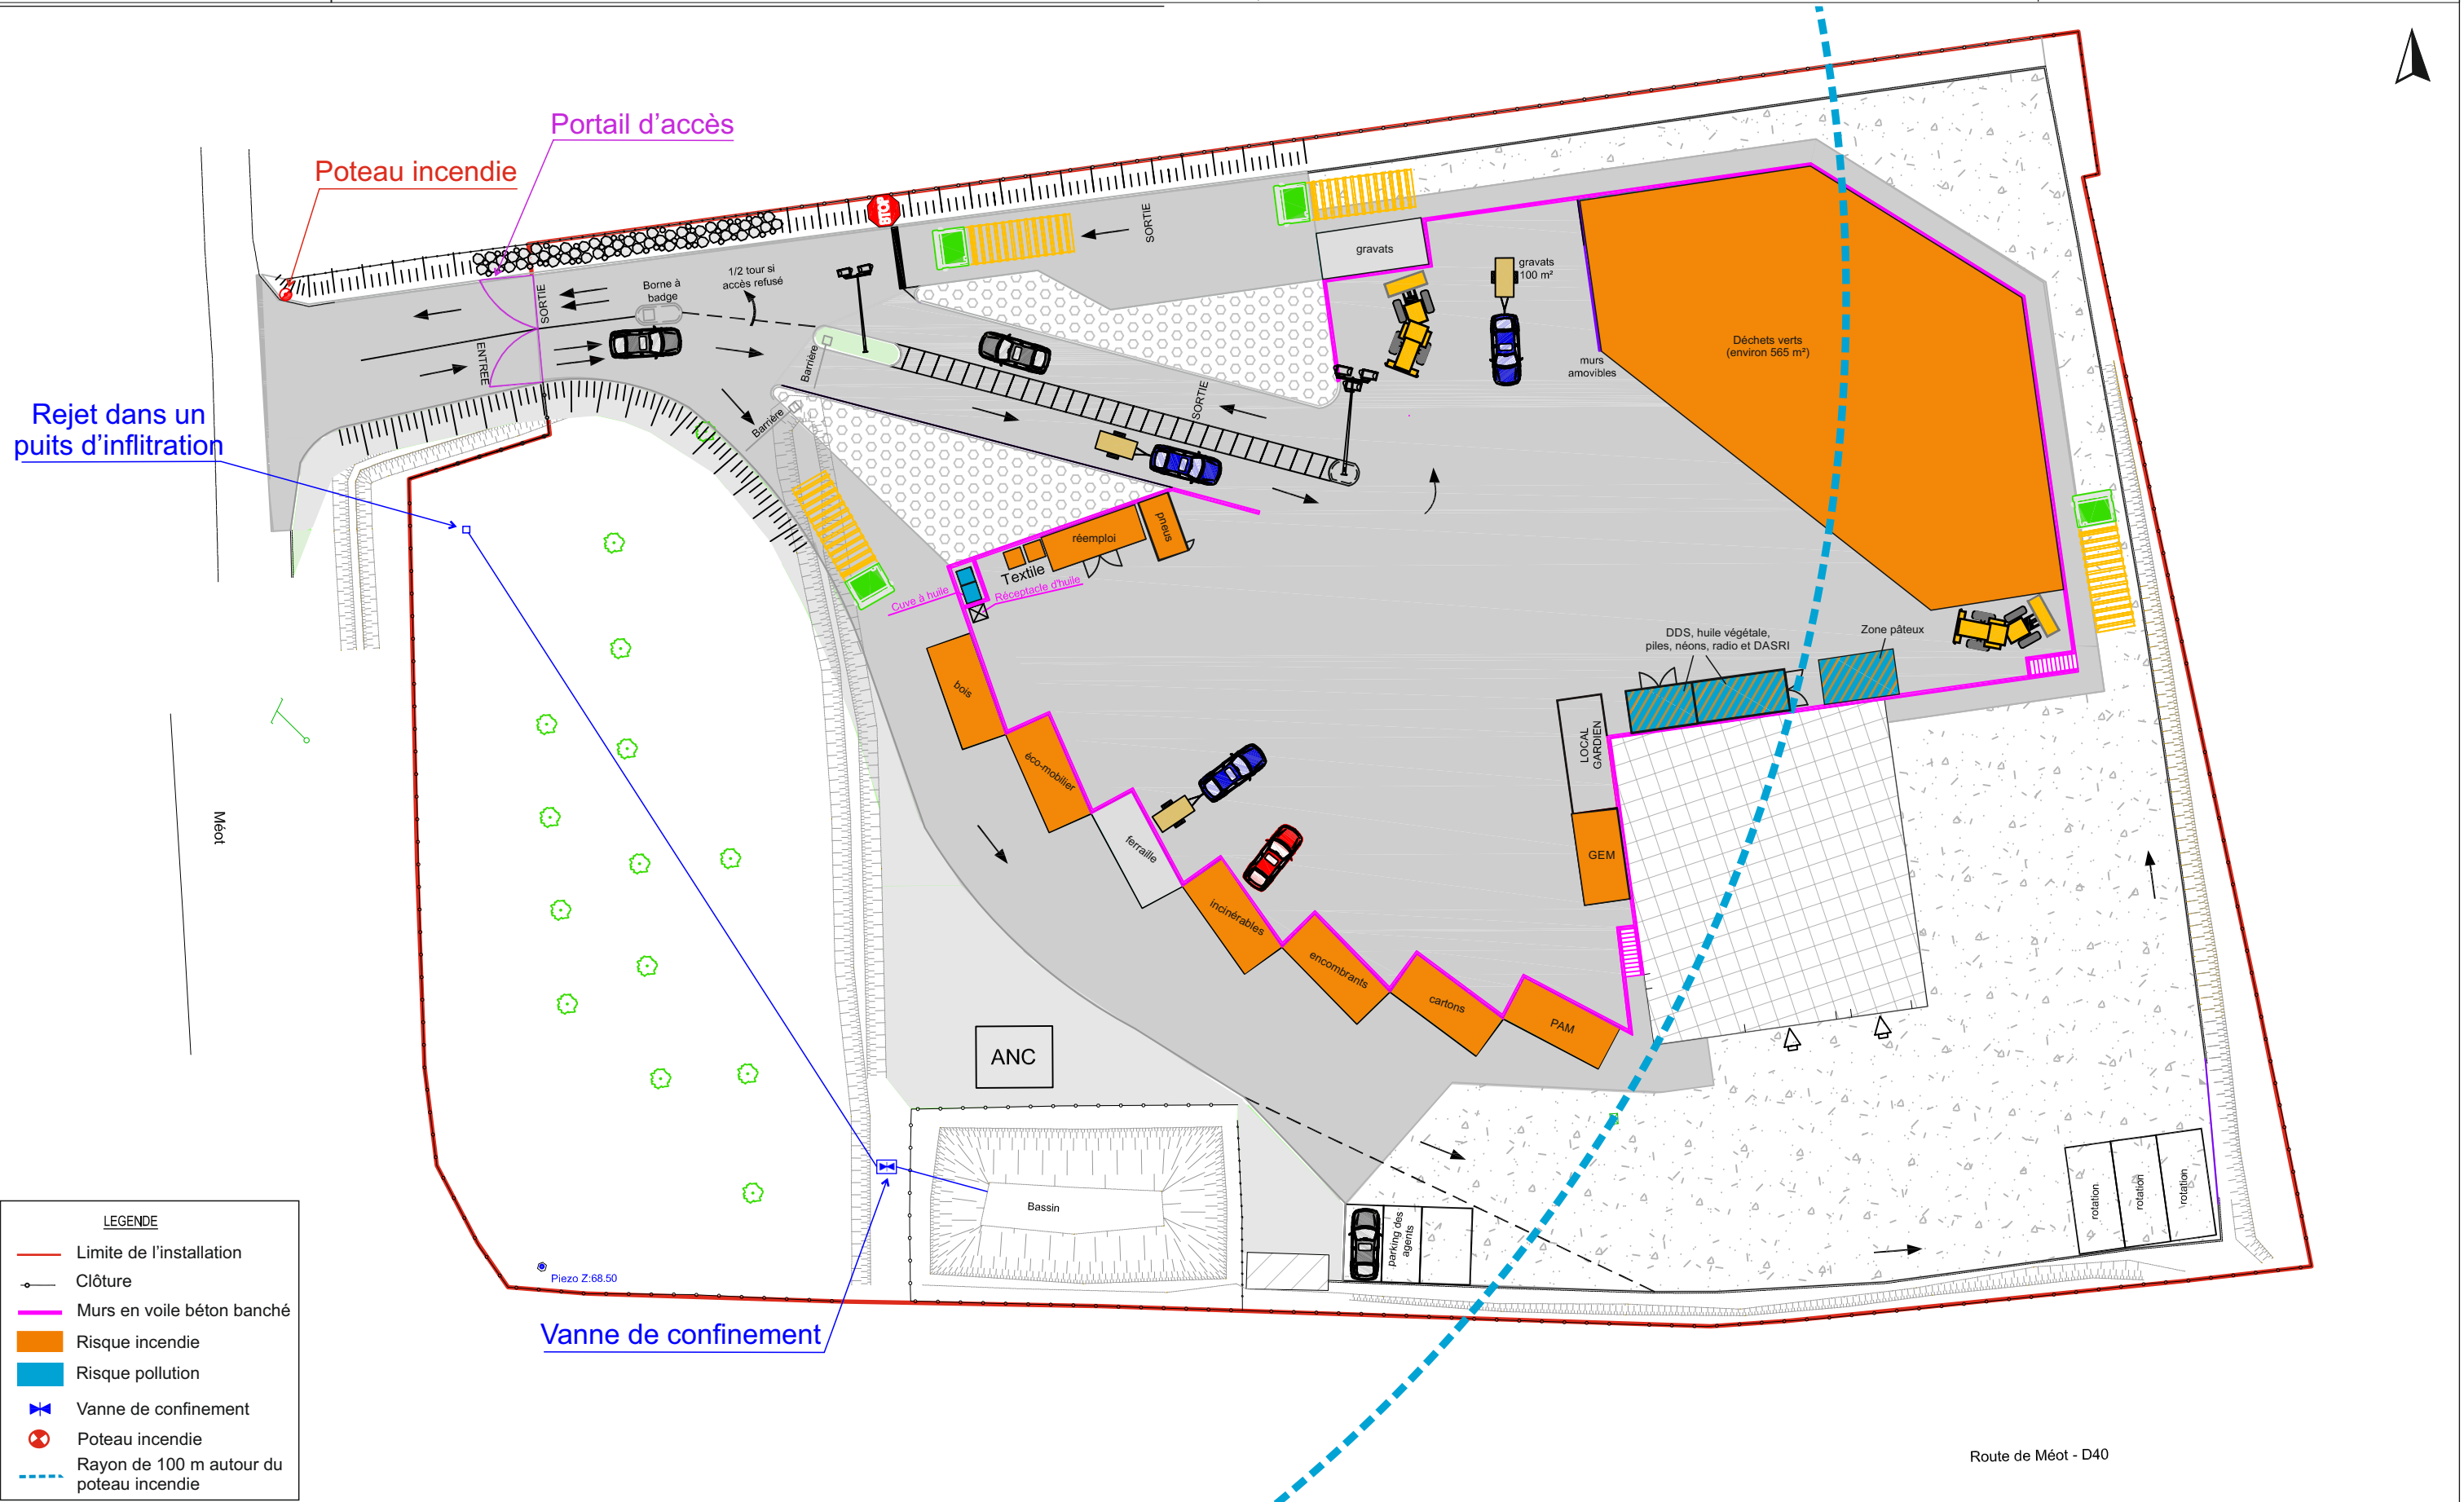 Portail d'accès
Poteau incendie
STOP
SORTIE
gravats
gravats
100 m²
1/2 tour si
accès refusé
Borne à
badge
SORTIE
ENTREE
Barrière
Barrière
SORTIE
murs
amovibles
Déchets verts
(environ 565 m²)
Rejet dans un
puits d'inflitration
pneus
réemploi
Textile
Réceptacle d'huile
Cuve à huile
DDS, huile végétale,
piles, néons, radio et DASRI
Zone pâteux
bois
LOCAL
GARDIEN
éco-mobilier
Méot
ferraille
GEM
incinérables
encombrants
cartons
PAM
ANC
Bassin
parking des
agents
rotation
rotation
rotation
Piezo Z:68.50
Vanne de confinement
LEGENDE
Limite de l'installation
Clôture
Murs en voile béton banché
Risque incendie
Risque pollution
Vanne de confinement
Poteau incendie
Rayon de 100 m autour du
poteau incendie
Route de Méot - D40